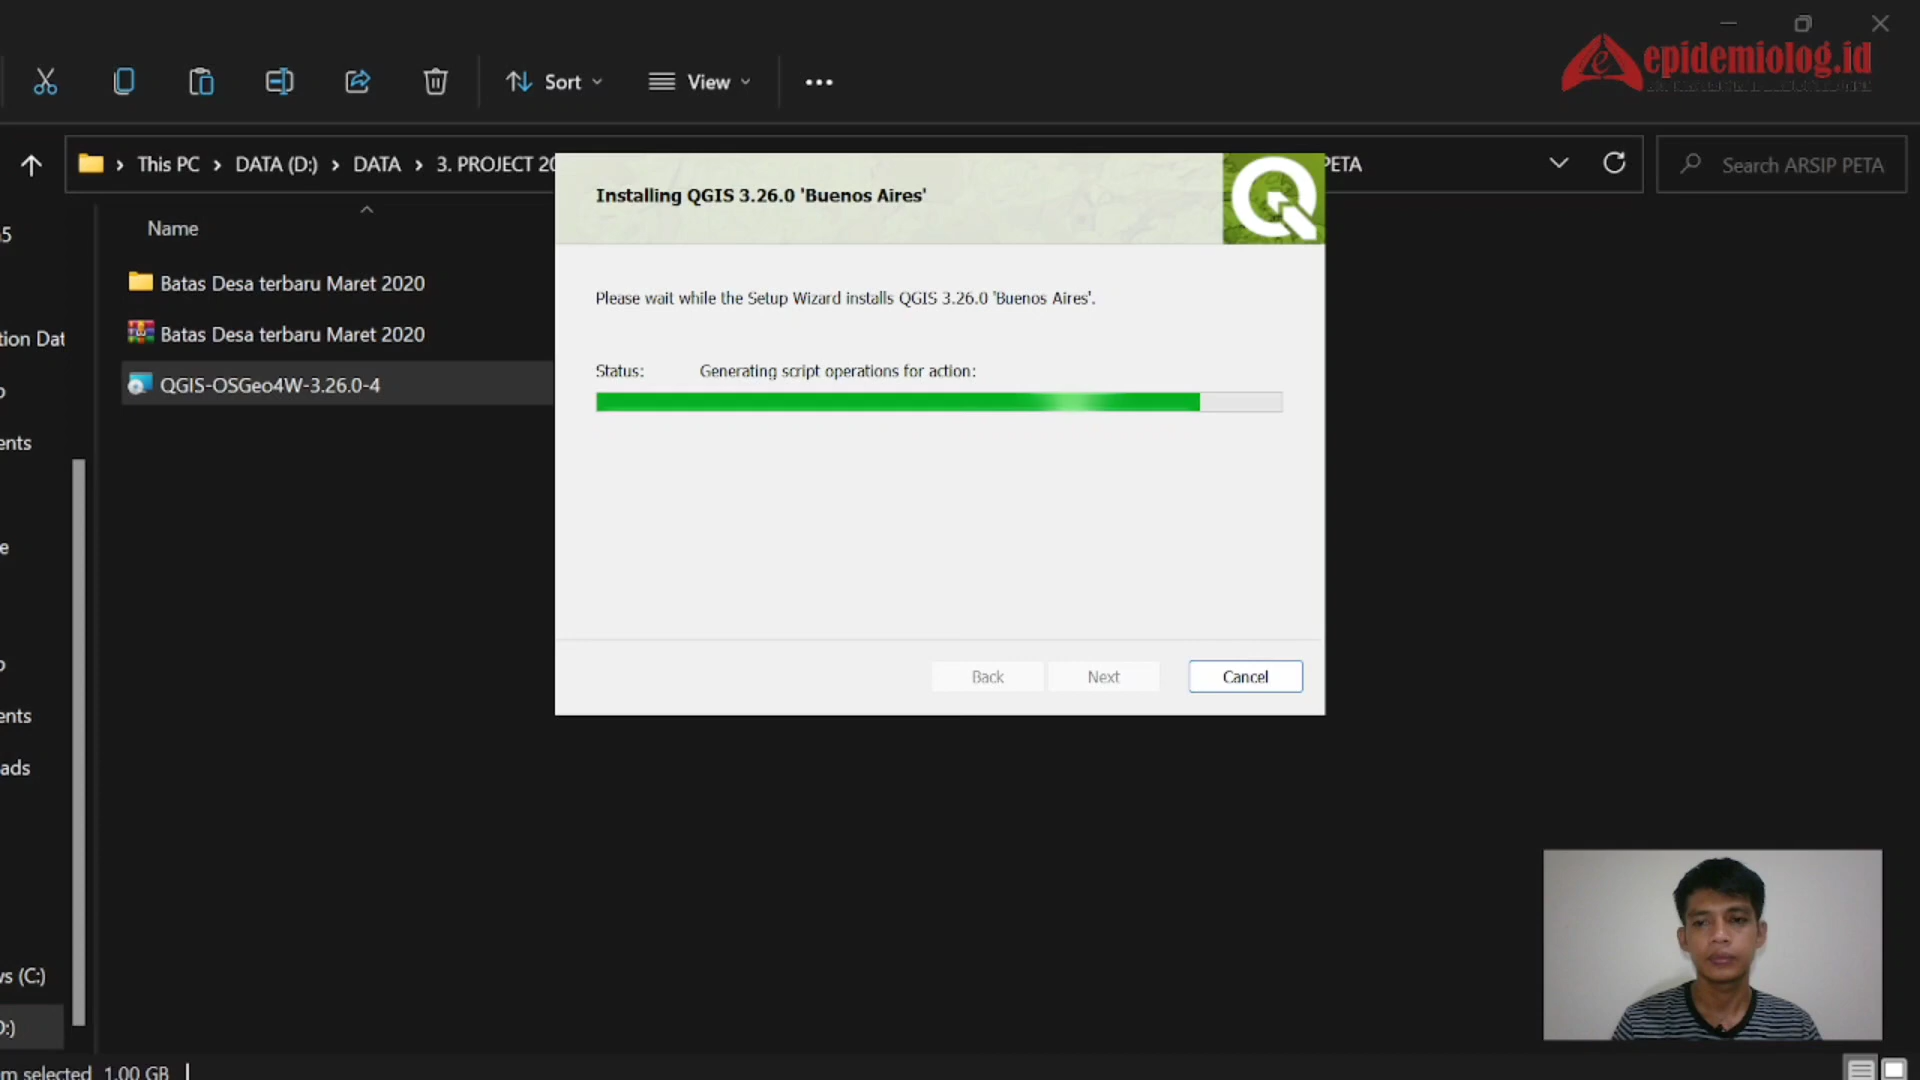 epidemiolog.id
Sort
View
This PC > DATA (D:) > DATA > 3. PROJECT 20
PETA
Search ARSIP PETA
Name
Batas Desa terbaru Maret 2020
Batas Desa terbaru Maret 2020
QGIS-OSGeo4W-3.26.0-4
5
tion Dat
ents
e
ents
ads
vs (C:)
D:)
m selected 1.00 GB
Installing QGIS 3.26.0 'Buenos Aires'
Please wait while the Setup Wizard installs QGIS 3.26.0 'Buenos Aires'.
Status: Generating script operations for action:
Back
Next
Cancel